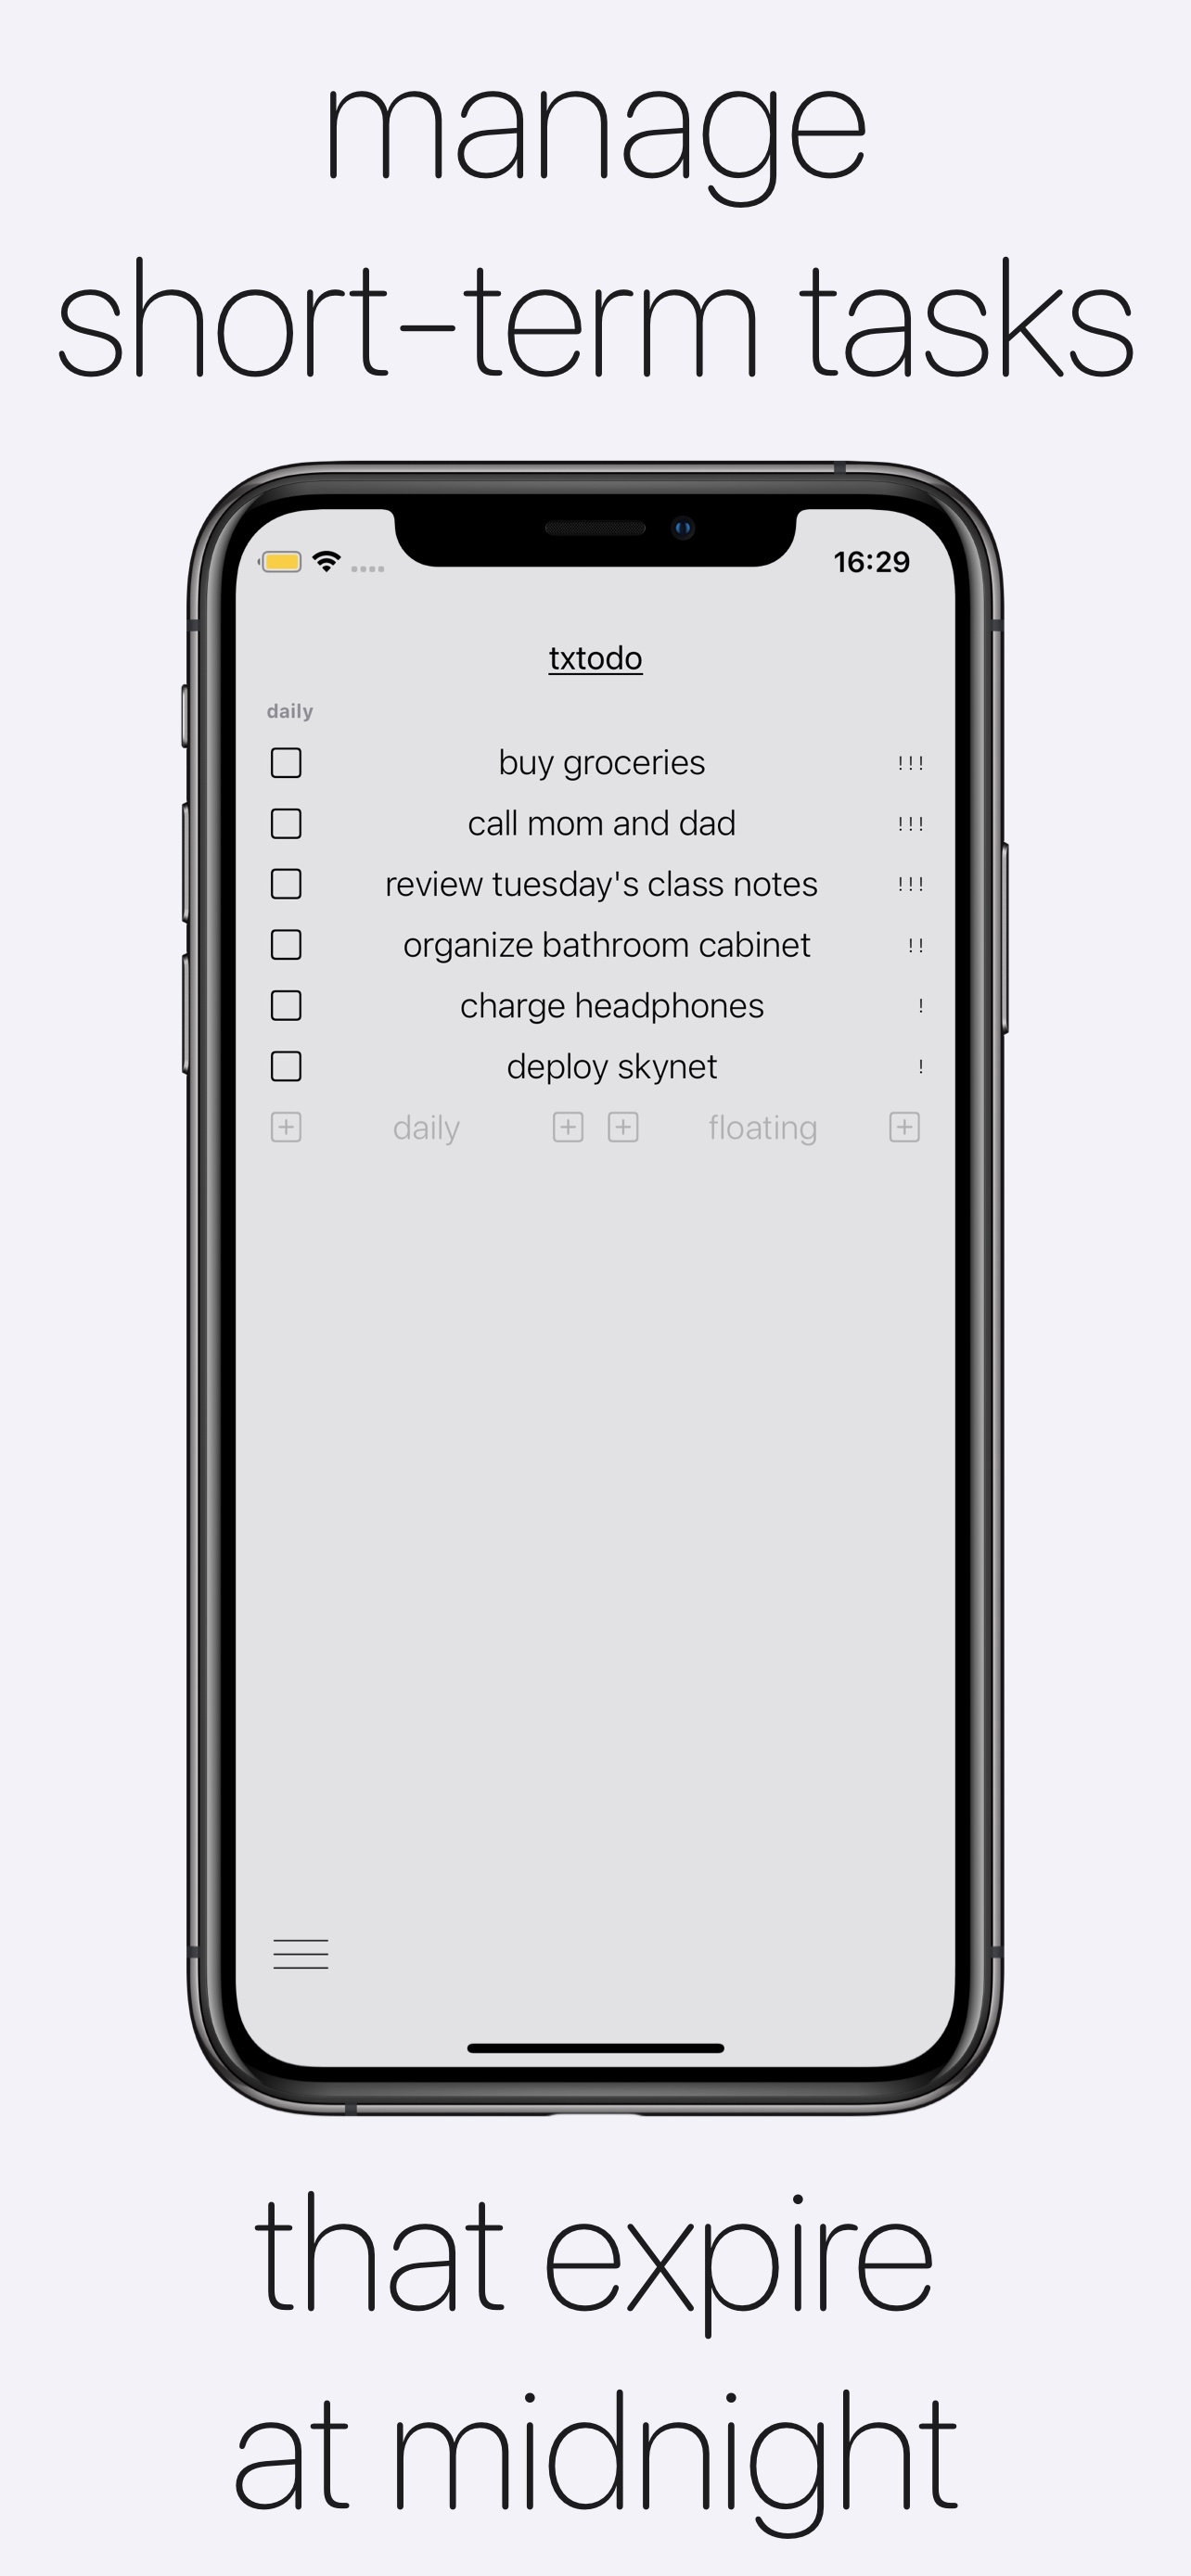 manage
short-term tasks
16:29
txtodo
daily
buy groceries !!!
call mom and dad !!!
review tuesday's class notes !!!
organize bathroom cabinet !!
charge headphones !
deploy skynet !
daily floating
that expire
at midnight